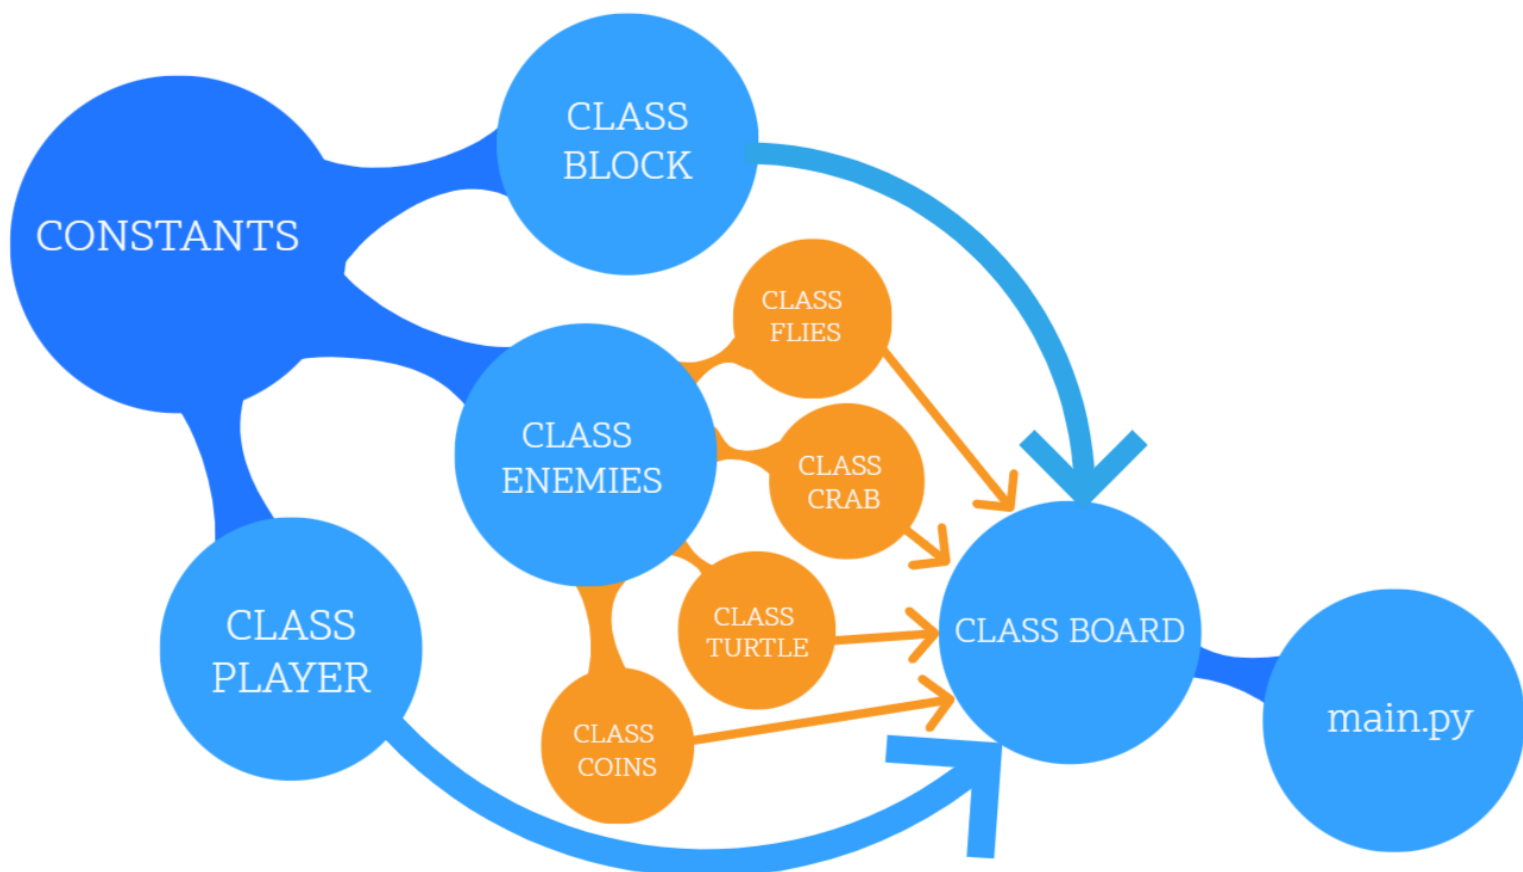 CLASS
BLOCK
CONSTANTS
CLASS
FLIES
CLASS
ENEMIES
CLASS
CRAB
CLASS
PLAYER
CLASS
TURTLE
CLASS BOARD
CLASS
COINS
main.py